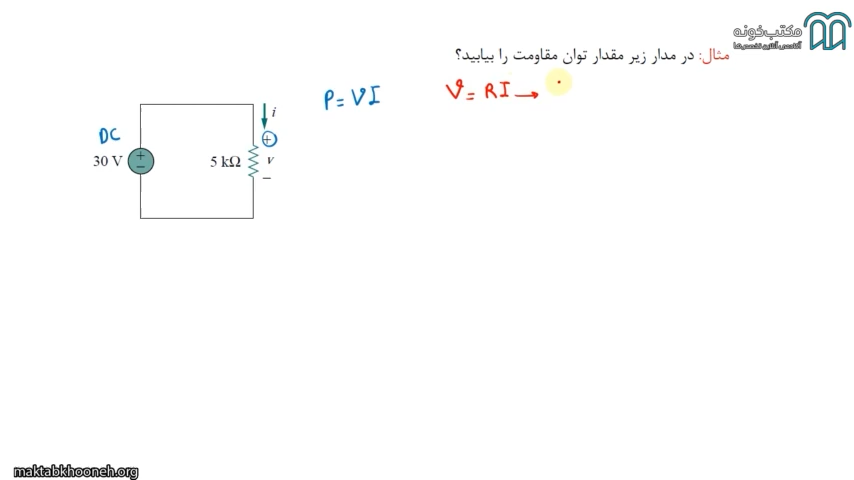 مکتب‌خونه
آکادمی آنلاین تخصص‌ها
مثال: در مدار زیر مقدار توان مقاومت را بیابید؟
P = VI
V = RI →
i
DC
+
30 V
+
−
5 kΩ
v
−
maktabkhooneh.org